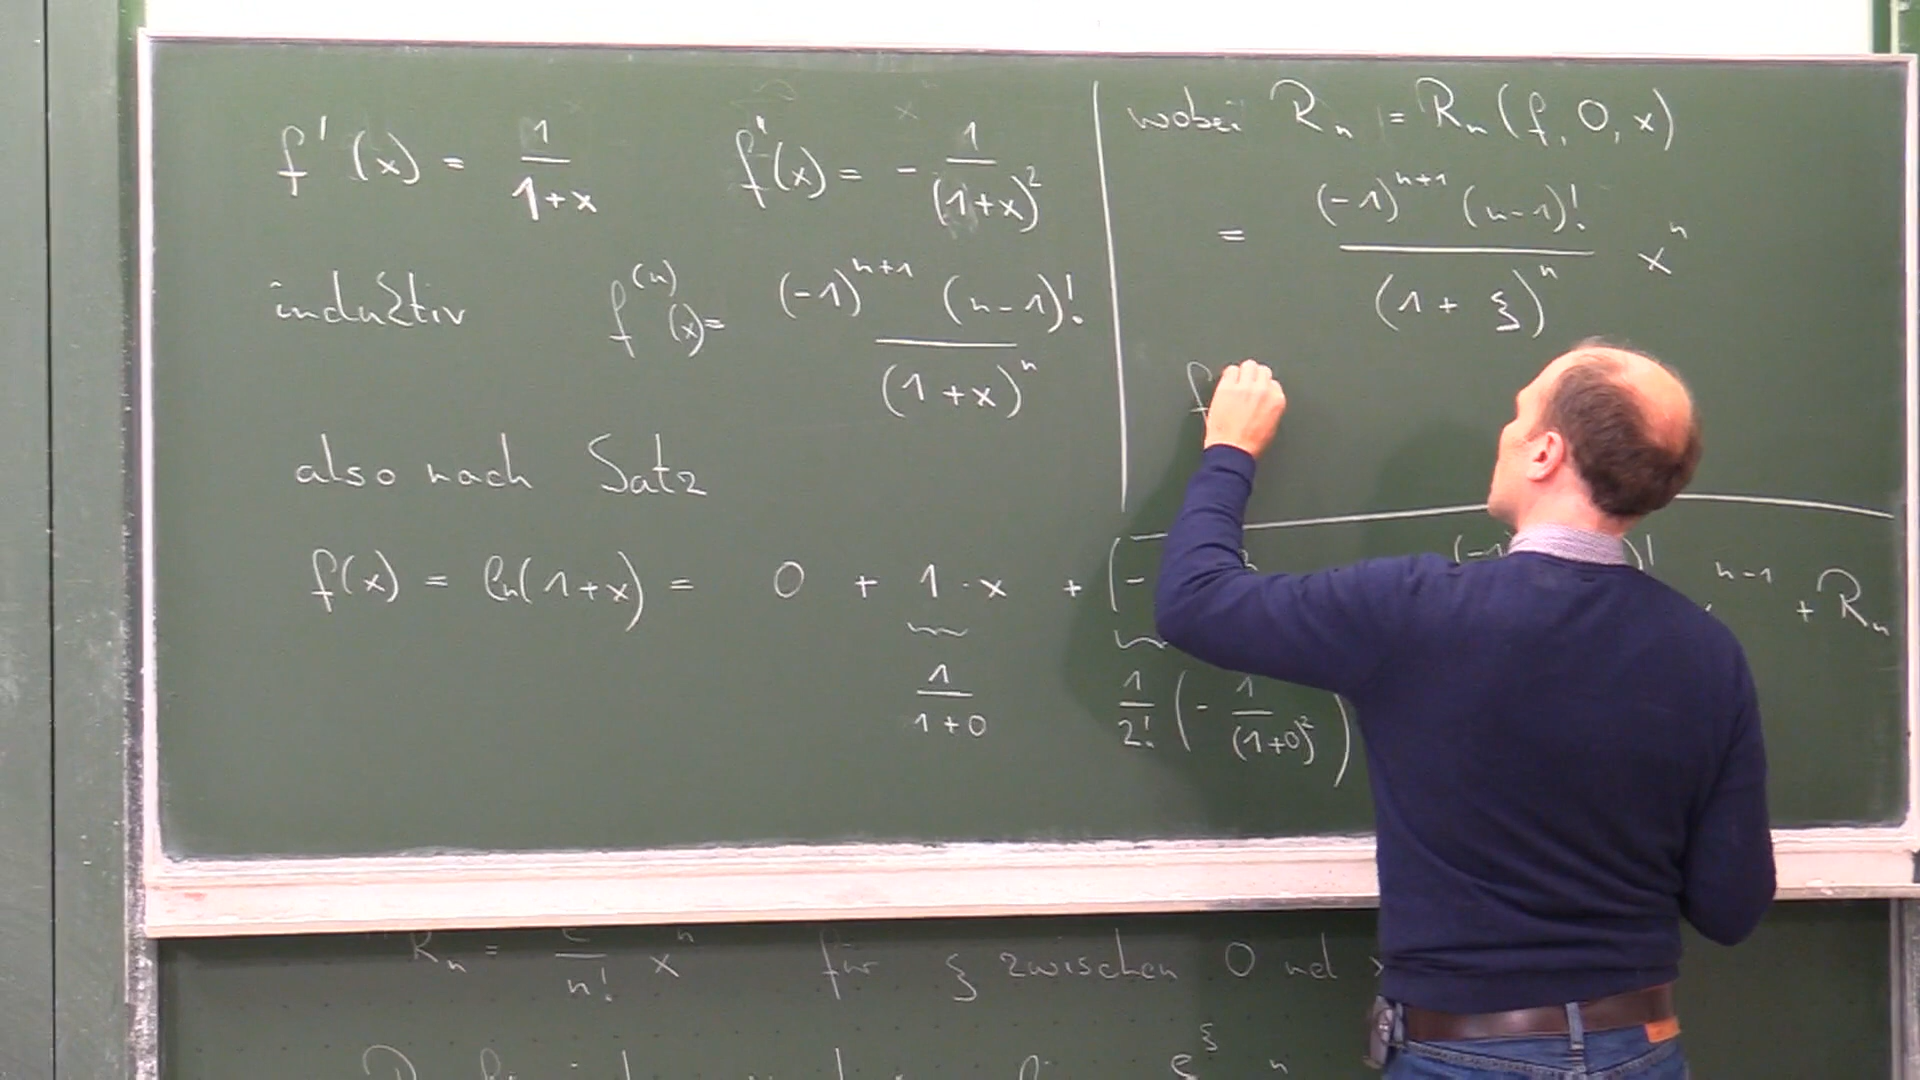 f'(x) = 1/(1+x) f''(x) = - 1/(1+x)²
induktiv f^(n)(x) = (-1)^(n+1) (n-1)! / (1+x)^n
also nach Satz
f(x) = ln(1+x) = 0 + 1 · x + (-
1/(1+0) 1/2! (- 1/(1+0)²)
wobei R_n = R_n(f, 0, x)
= (-1)^(n+1) (n-1)! / (1+ξ)^n x^n
f
(-1) )! n-1 + R_n
R_n = / n! x^n für ξ zwischen 0 und x
e^ξ n